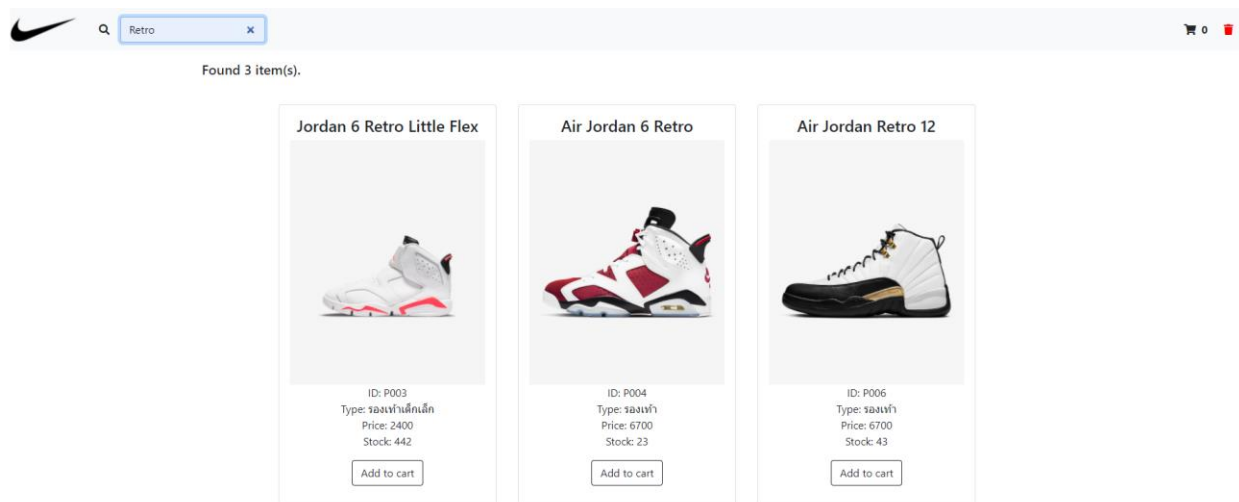 Retro
0
Found 3 item(s).
Jordan 6 Retro Little Flex
ID: P003
Type: รองเท้าเด็กเล็ก
Price: 2400
Stock: 442
Add to cart
Air Jordan 6 Retro
ID: P004
Type: รองเท้า
Price: 6700
Stock: 23
Add to cart
Air Jordan Retro 12
ID: P006
Type: รองเท้า
Price: 6700
Stock: 43
Add to cart